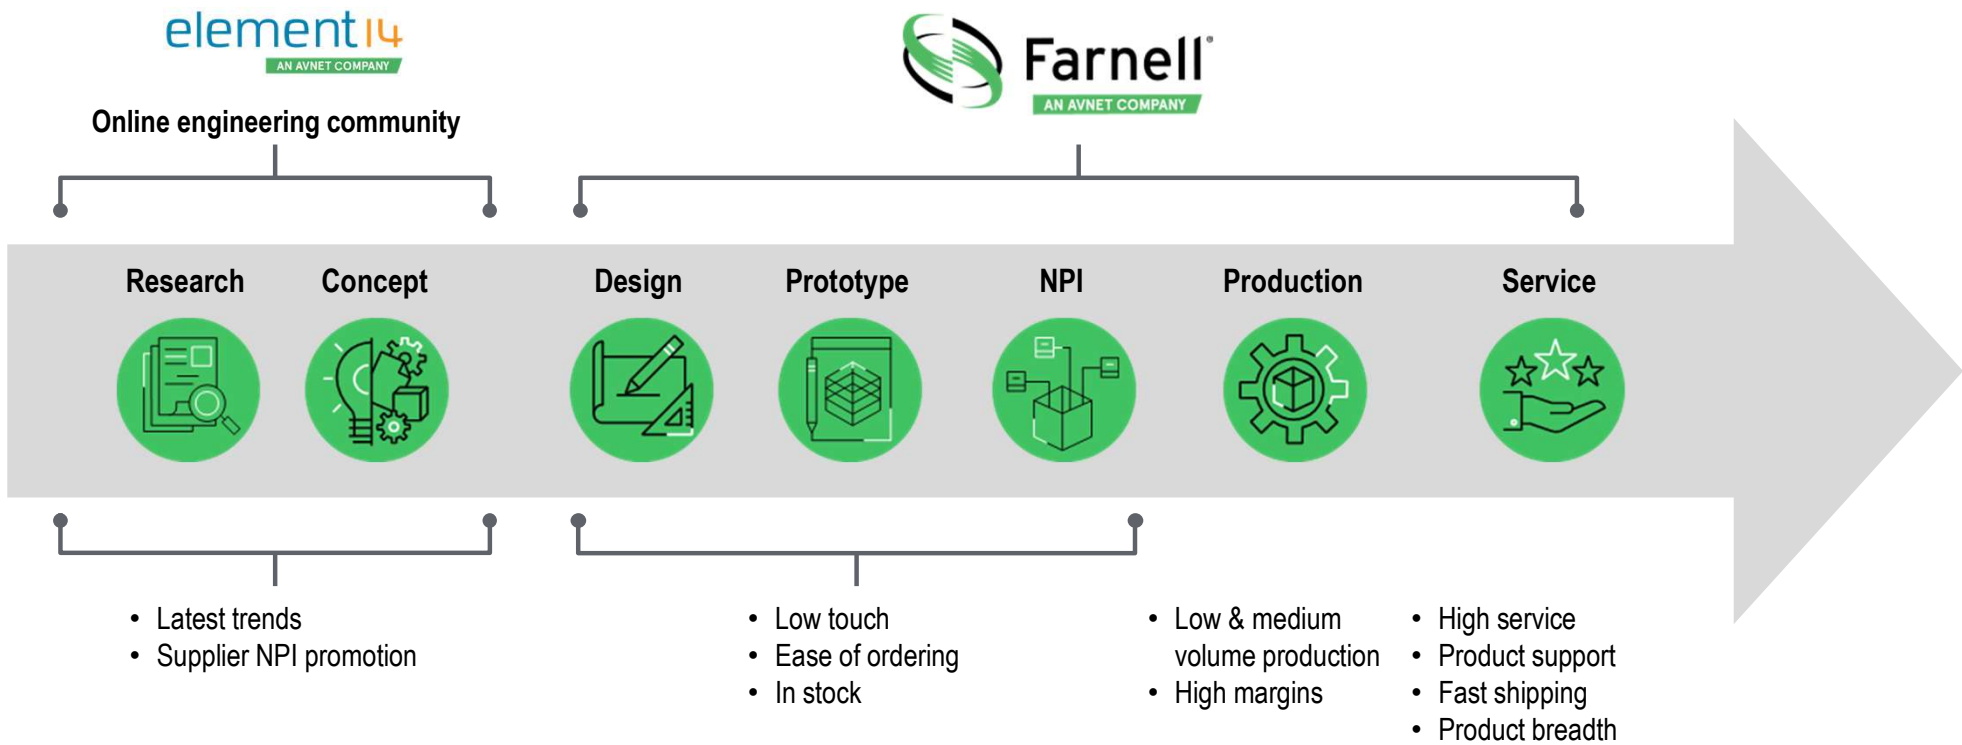 element14
AN AVNET COMPANY
Farnell®
AN AVNET COMPANY
Online engineering community
Research
Concept
Design
Prototype
NPI
Production
Service
• Latest trends
• Supplier NPI promotion
• Low touch
• Ease of ordering
• In stock
• Low & medium
volume production
• High margins
• High service
• Product support
• Fast shipping
• Product breadth